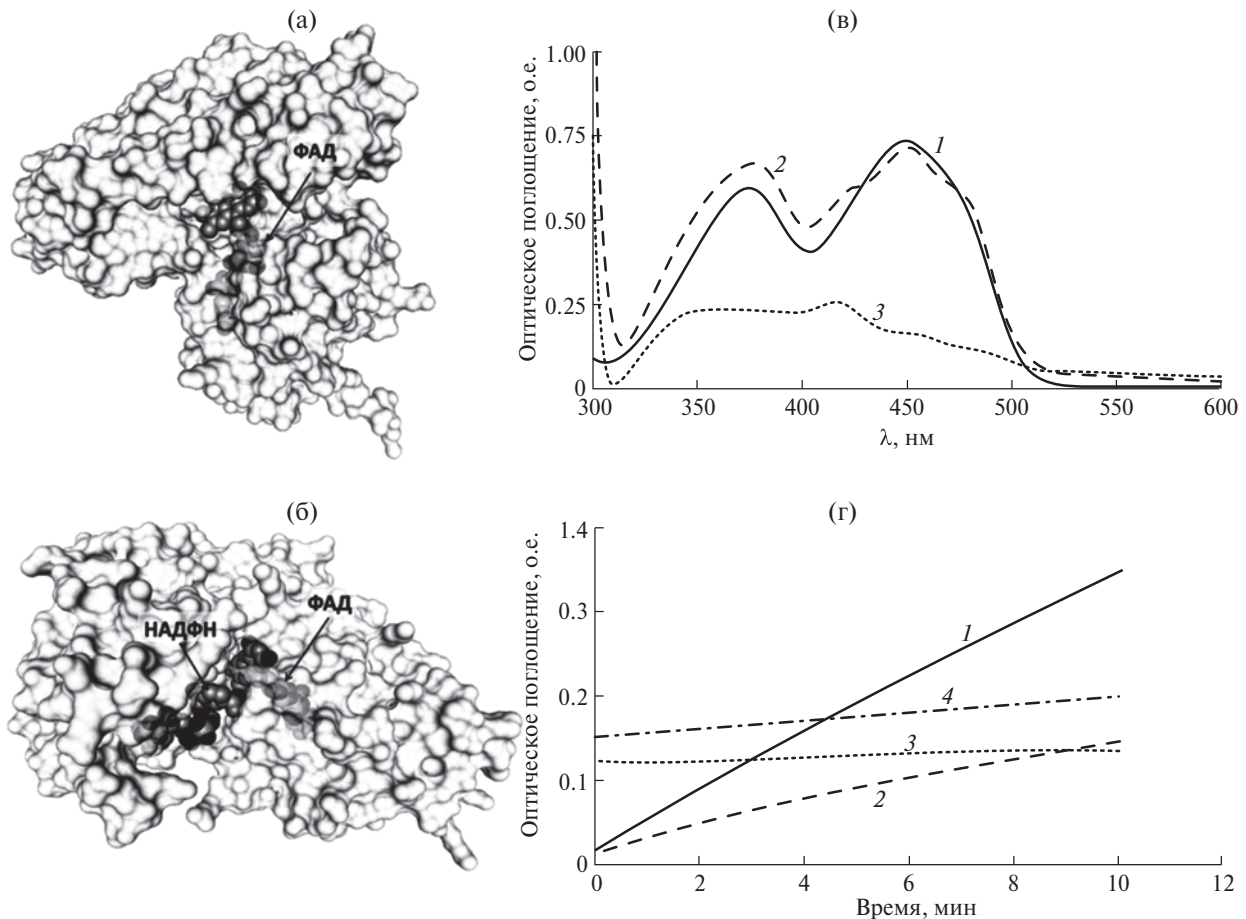 (а)
ФАД
(в)
Оптическое поглощение, о.е.
1.00
0.75
0.50
0.25
0
1
2
3
300 350 400 450 500 550 600
λ, нм
(б)
НАДФН
ФАД
(г)
Оптическое поглощение, о.е.
1.4
0.3
0.2
0.1
0
1
4
3
2
0 2 4 6 8 10 12
Время, мин